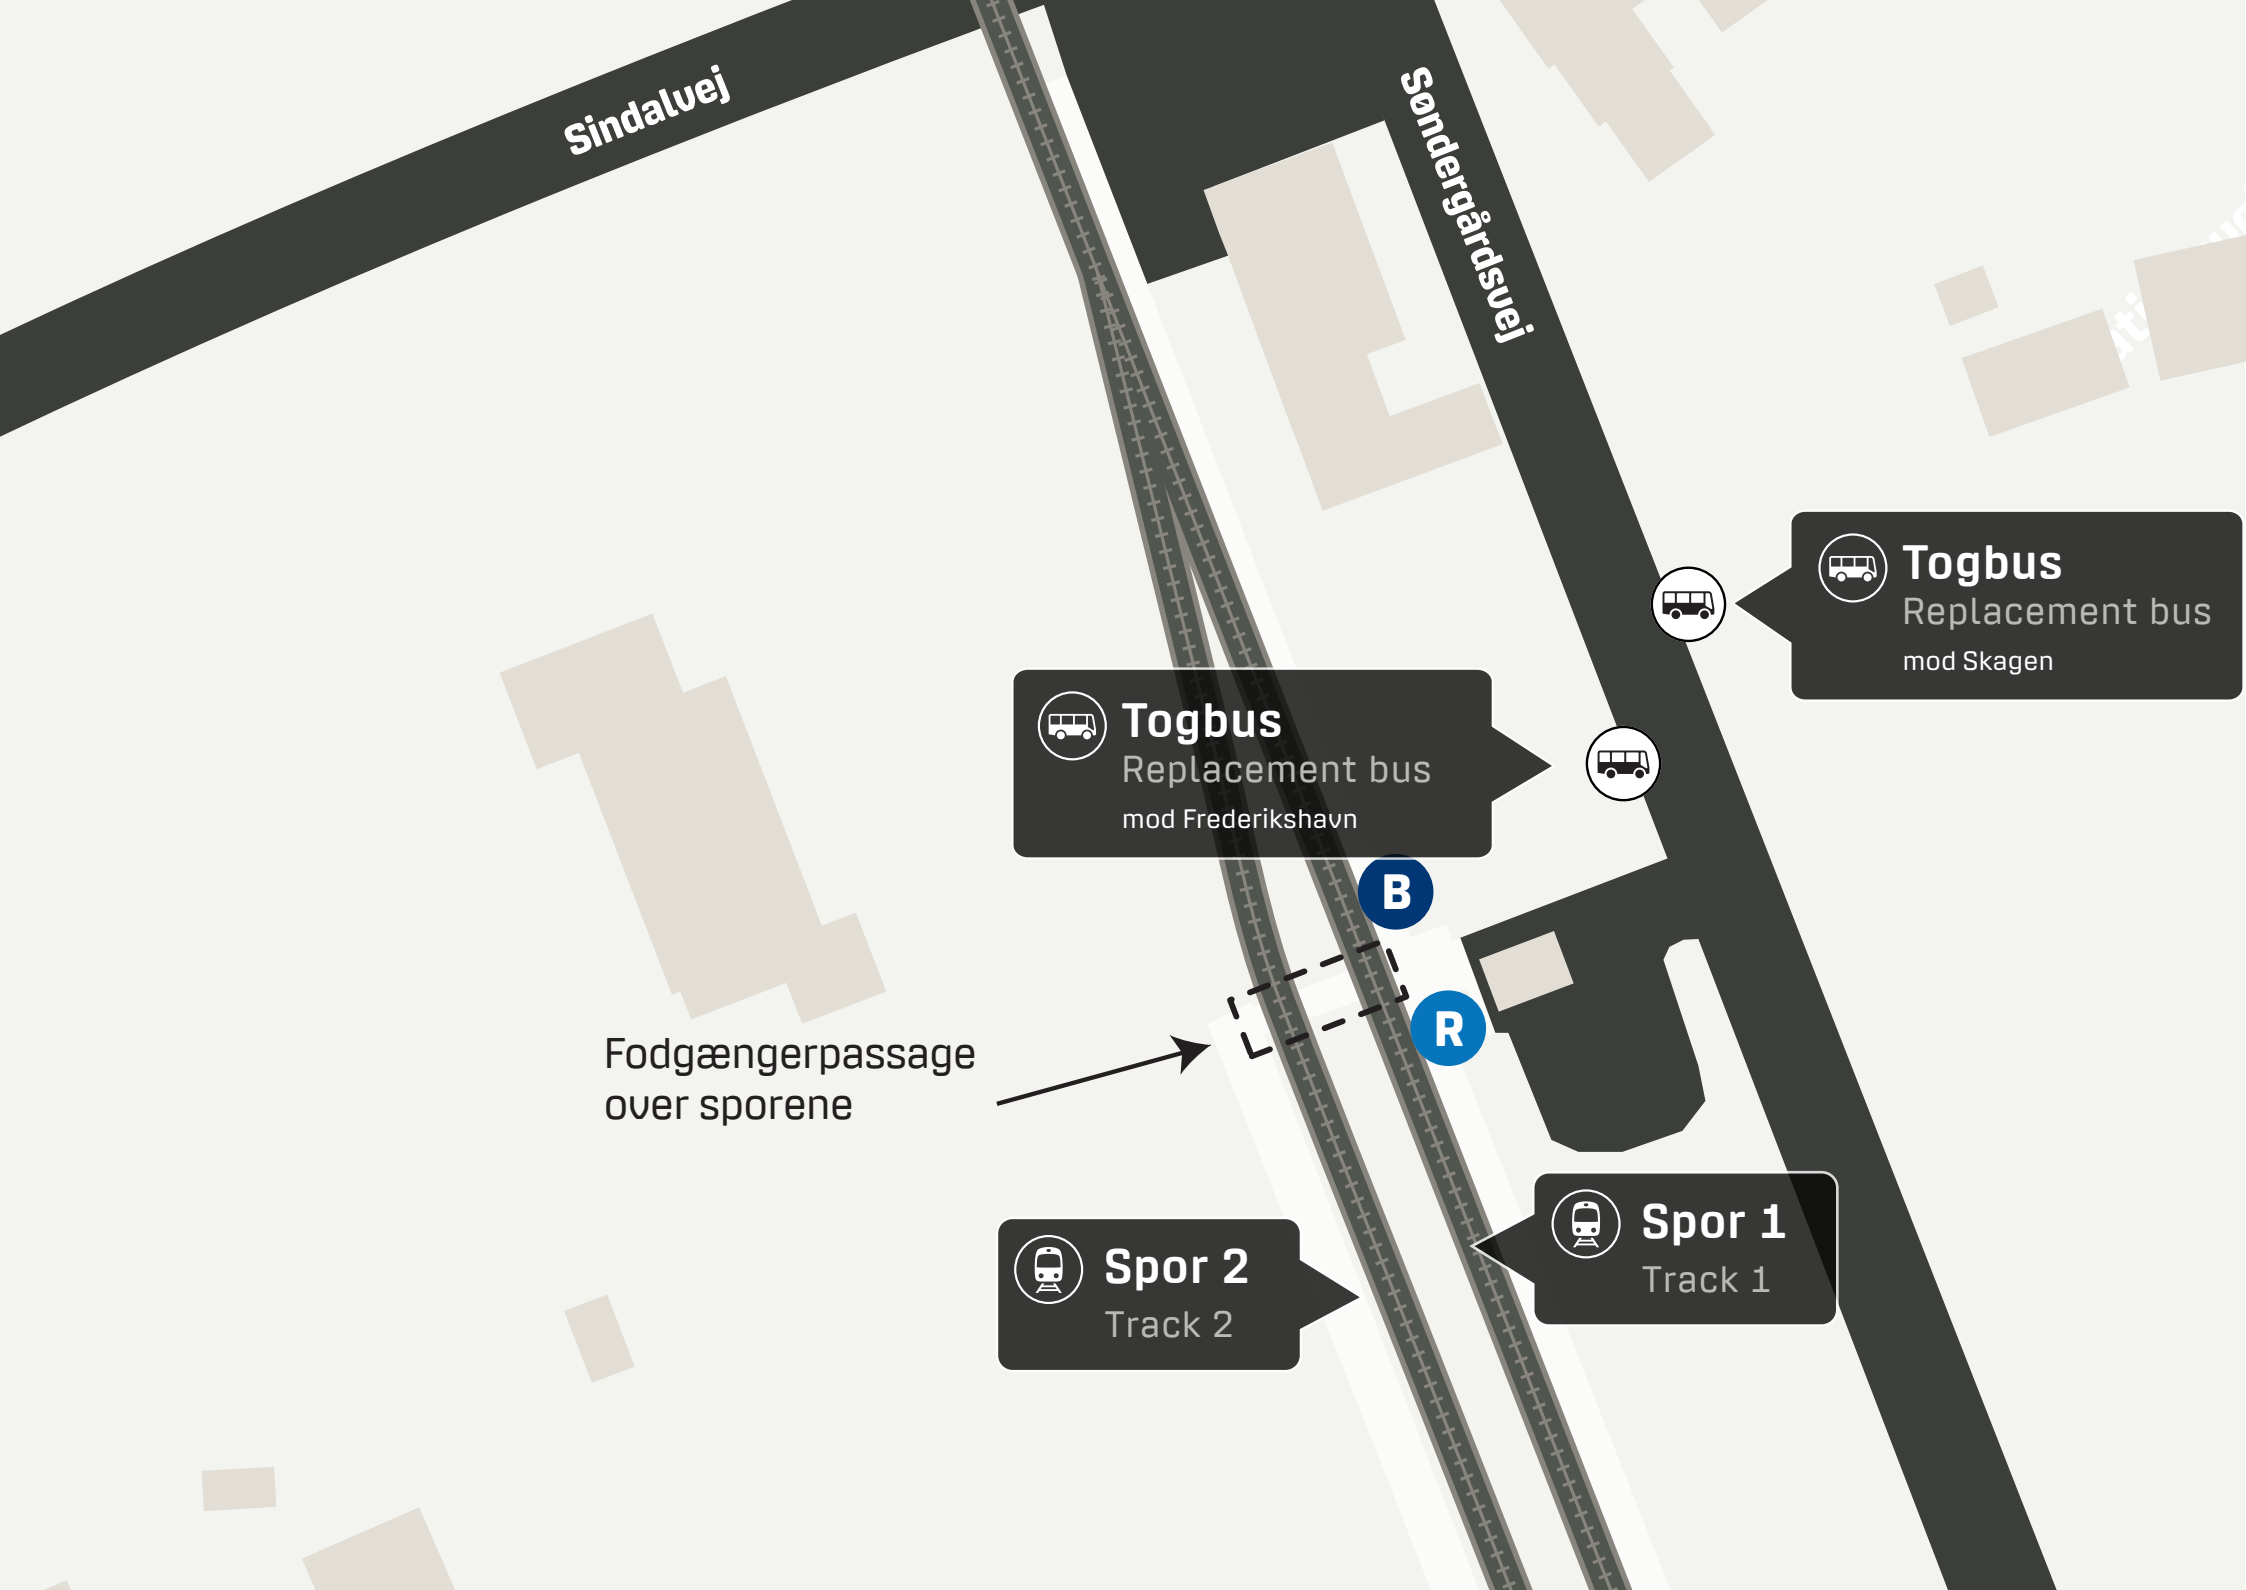 Sindalvej
Søndergårdsvej
Togbus
Replacement bus
mod Skagen
Togbus
Replacement bus
mod Frederikshavn
B
R
Fodgængerpassage
over sporene
Spor 1
Track 1
Spor 2
Track 2